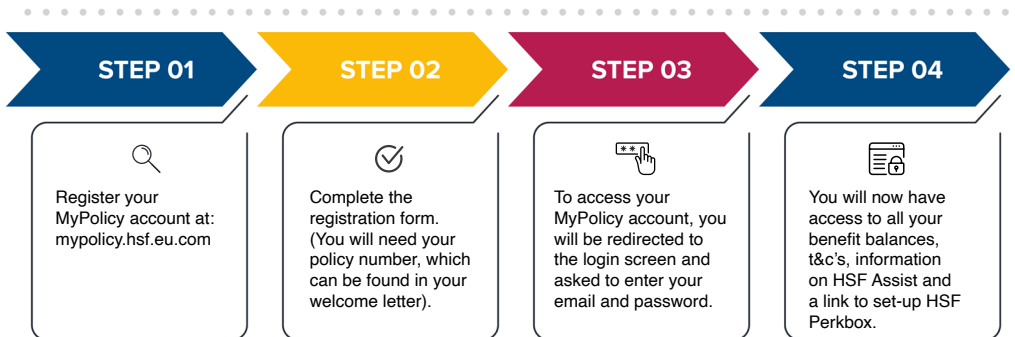 STEP 01
Register your
MyPolicy account at:
mypolicy.hsf.eu.com
STEP 02
Complete the
registration form.
(You will need your
policy number, which
can be found in your
welcome letter).
STEP 03
**
To access your
MyPolicy account, you
will be redirected to
the login screen and
asked to enter your
email and password.
STEP 04
You will now have
access to all your
benefit balances,
t&c’s, information
on HSF Assist and
a link to set-up HSF
Perkbox.